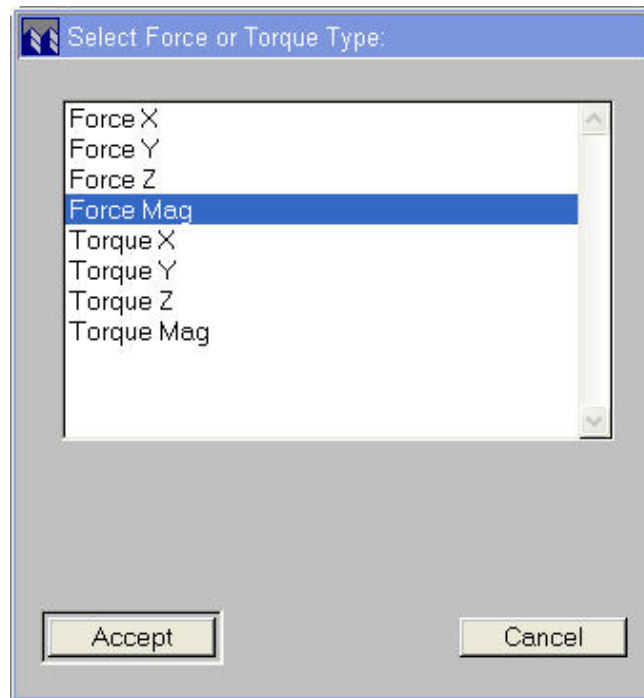 Select Force or Torque Type:
Force X
Force Y
Force Z
Force Mag
Torque X
Torque Y
Torque Z
Torque Mag
Accept Cancel